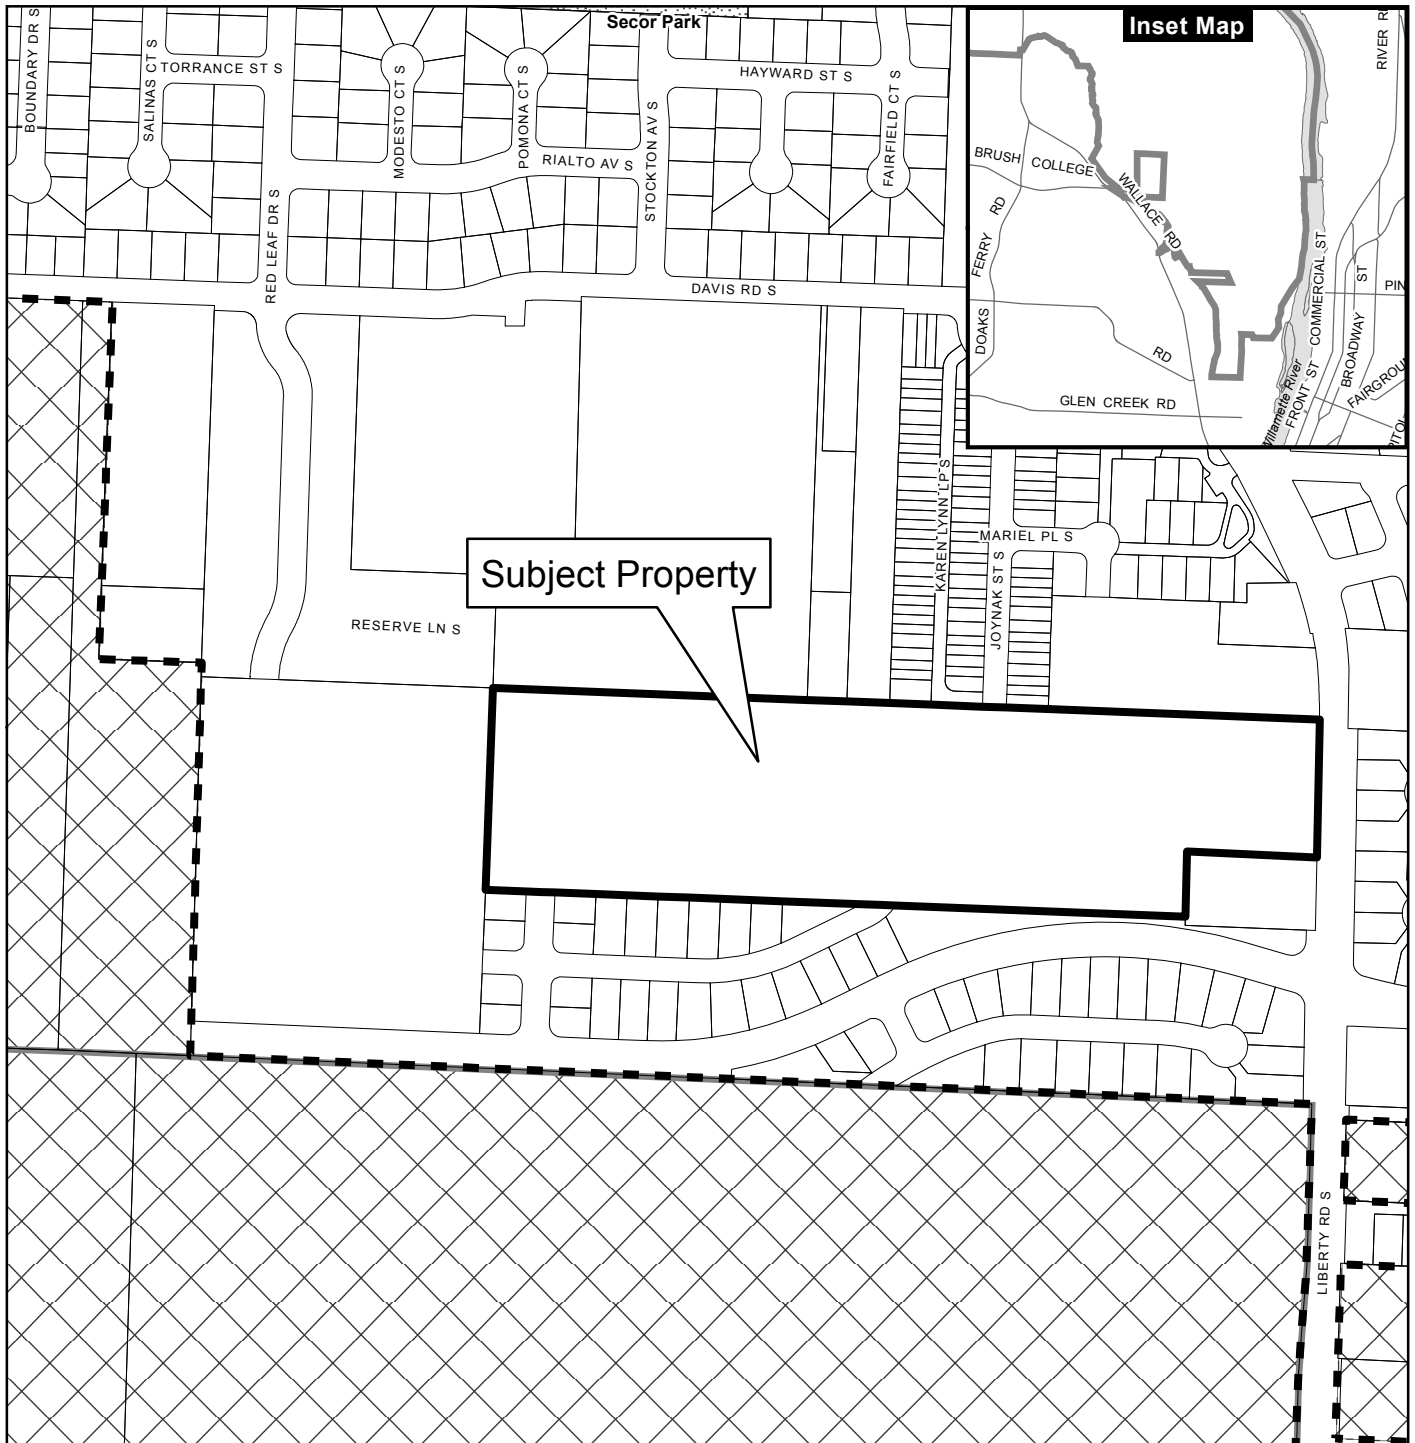 Secor Park
Inset Map
BOUNDARY DR S
SALINAS CT S
TORRANCE ST S
MODESTO CT S
POMONA CT S
HAYWARD ST S
FAIRFIELD CT S
RIALTO AV S
STOCKTON AV S
RED LEAF DR S
DAVIS RD S
RIVER R
BRUSH COLLEGE
WALLACE RD
DOAKS FERRY RD
RD
GLEN CREEK RD
Willamette River
FRONT ST
COMMERCIAL ST
BROADWAY ST
PIN
FAIRGROU
PITOL
KAREN LYNN LP S
MARIEL PL S
JOYNAK ST S
Subject Property
RESERVE LN S
LIBERTY RD S